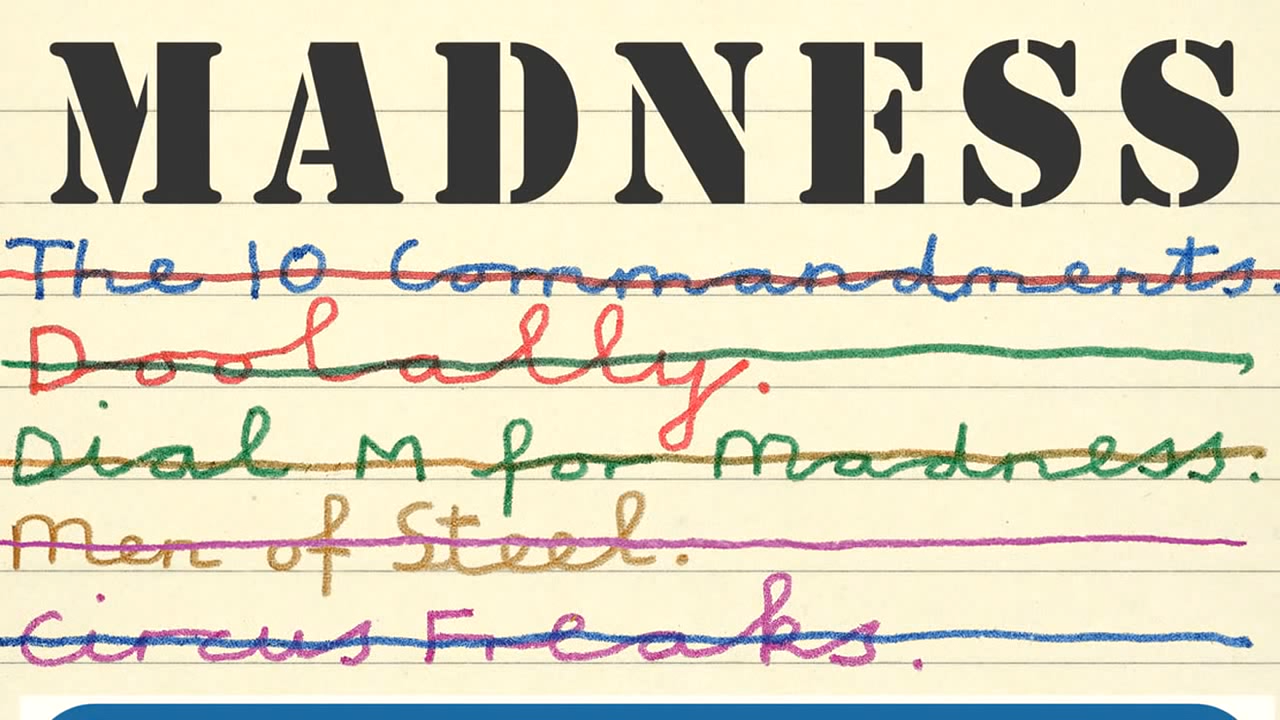 MADNESS
The 10 Commandments.
Doolally.
Dial M for Madness.
Men of Steel.
Circus Freaks.